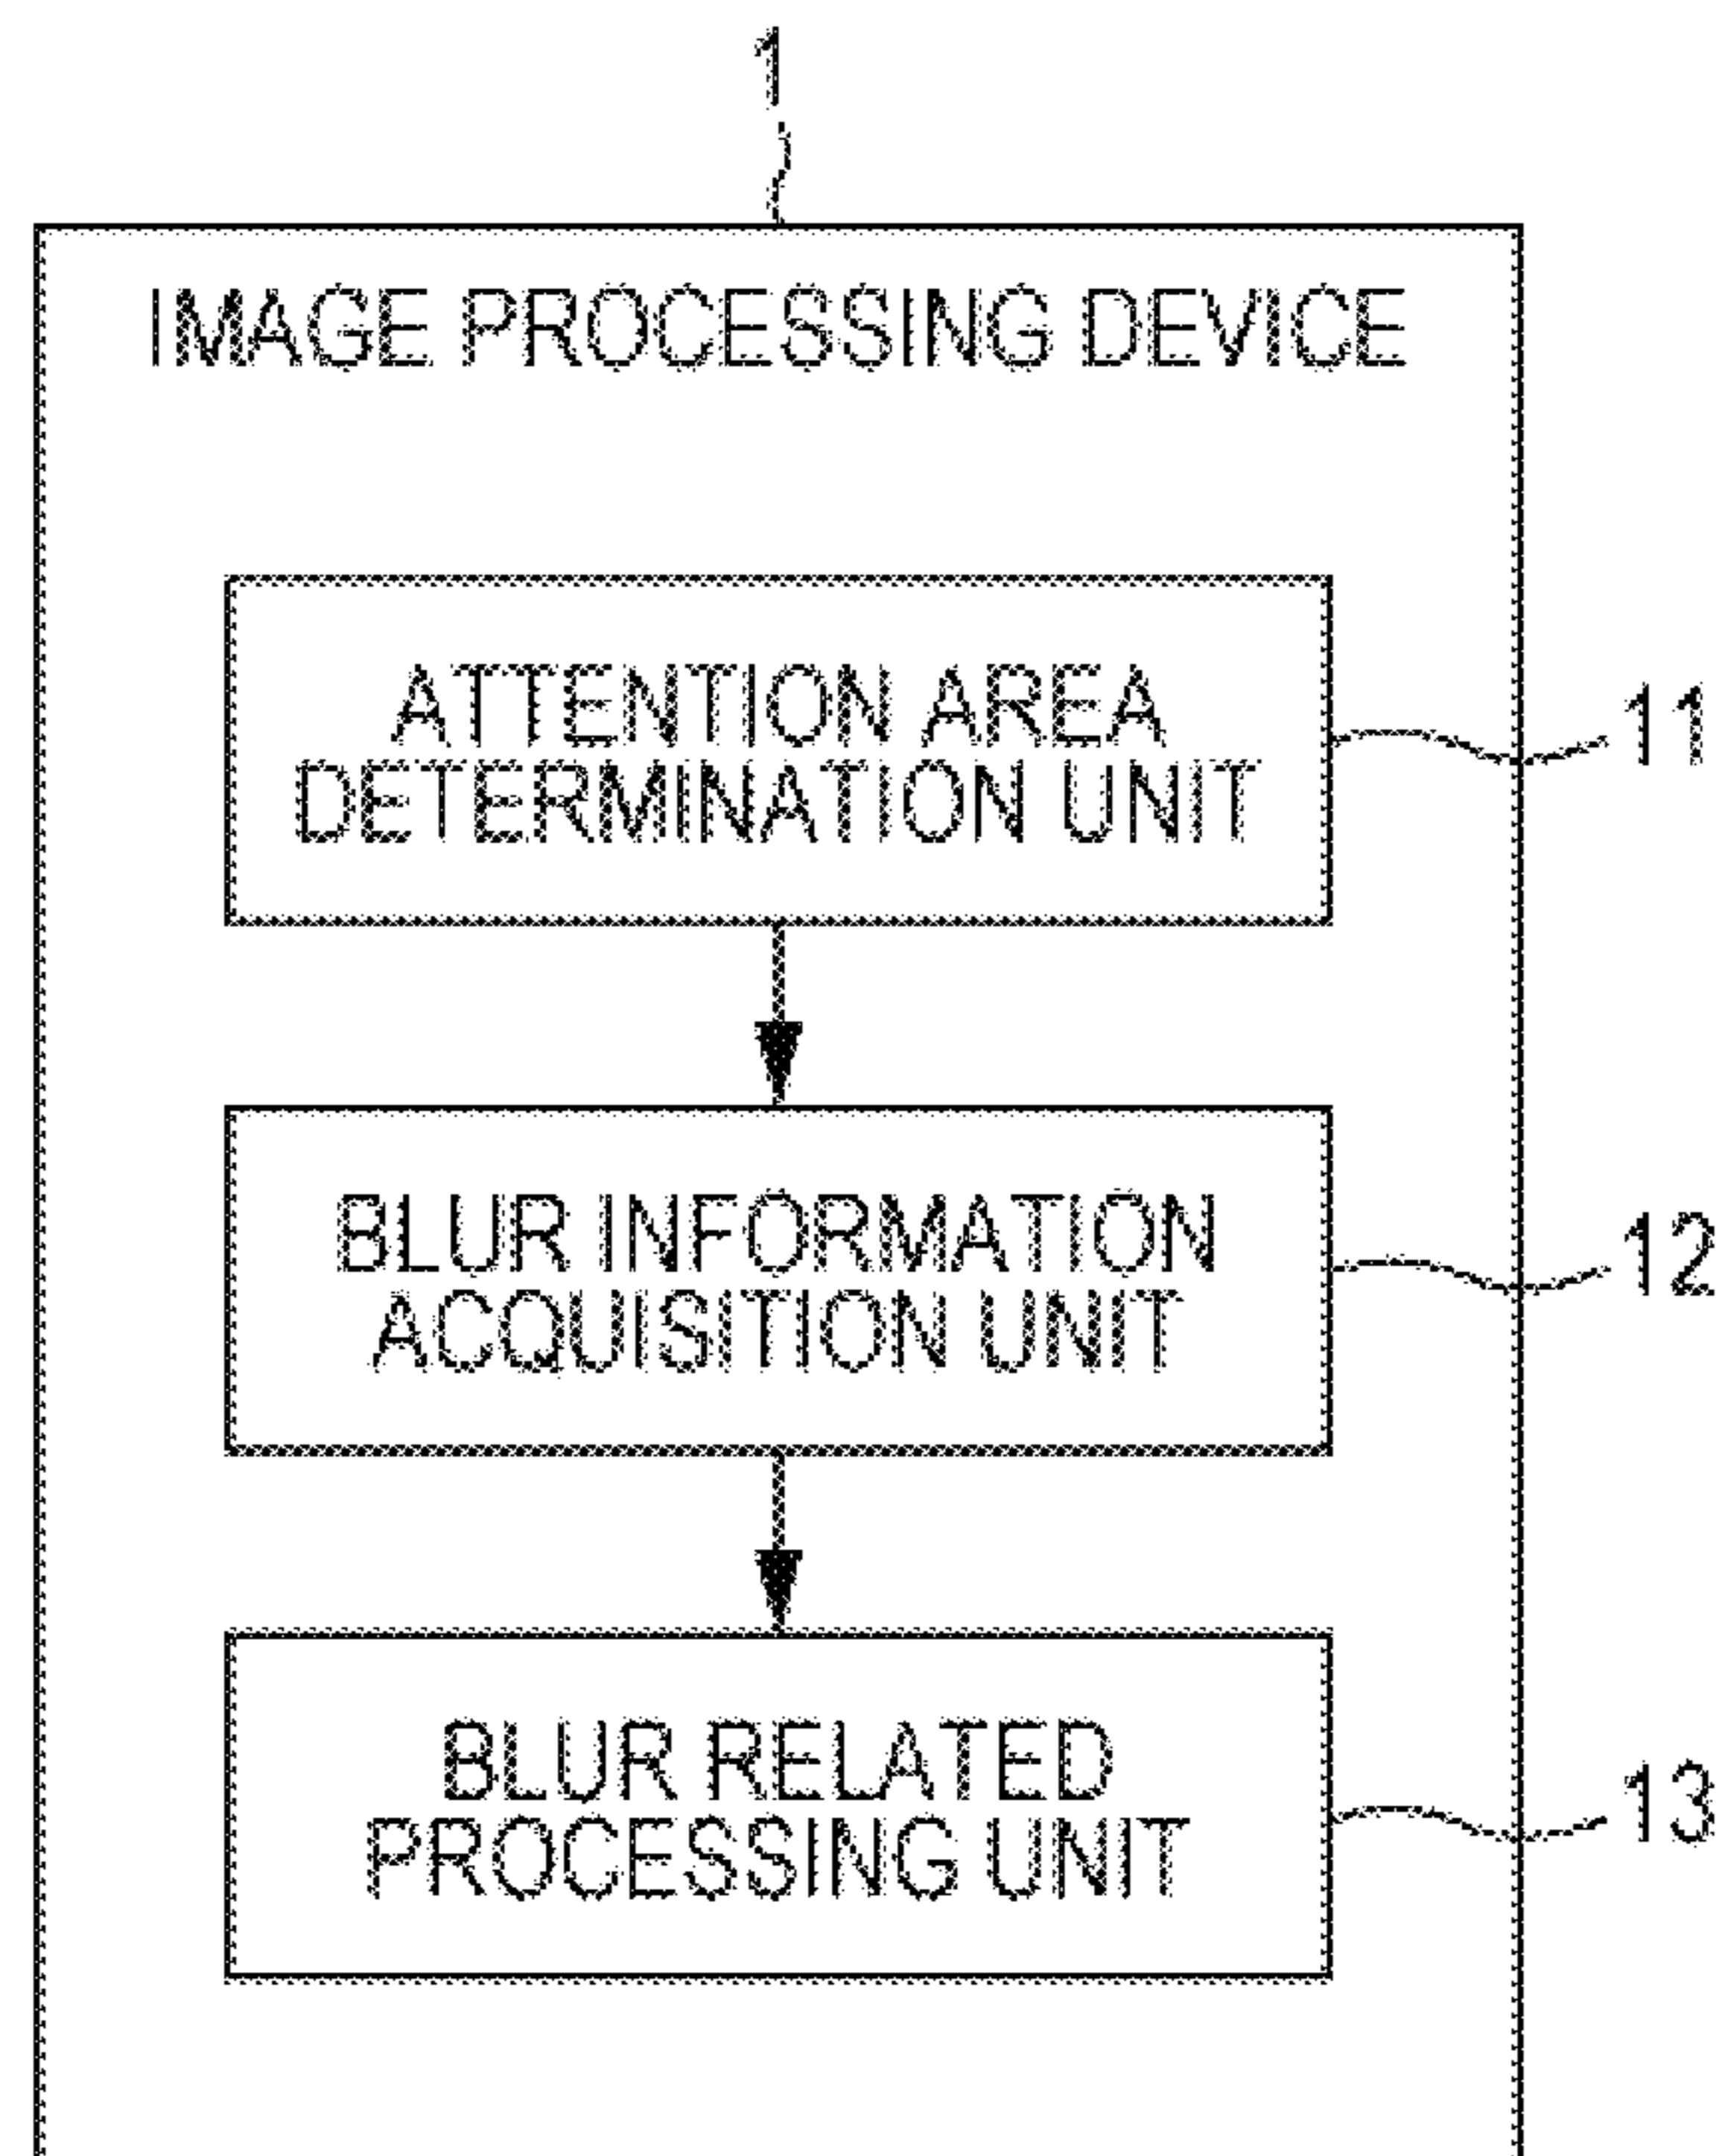 1
IMAGE PROCESSING DEVICE
ATTENTION AREA
DETERMINATION UNIT
11
BLUR INFORMATION
ACQUISITION UNIT
12
BLUR RELATED
PROCESSING UNIT
13